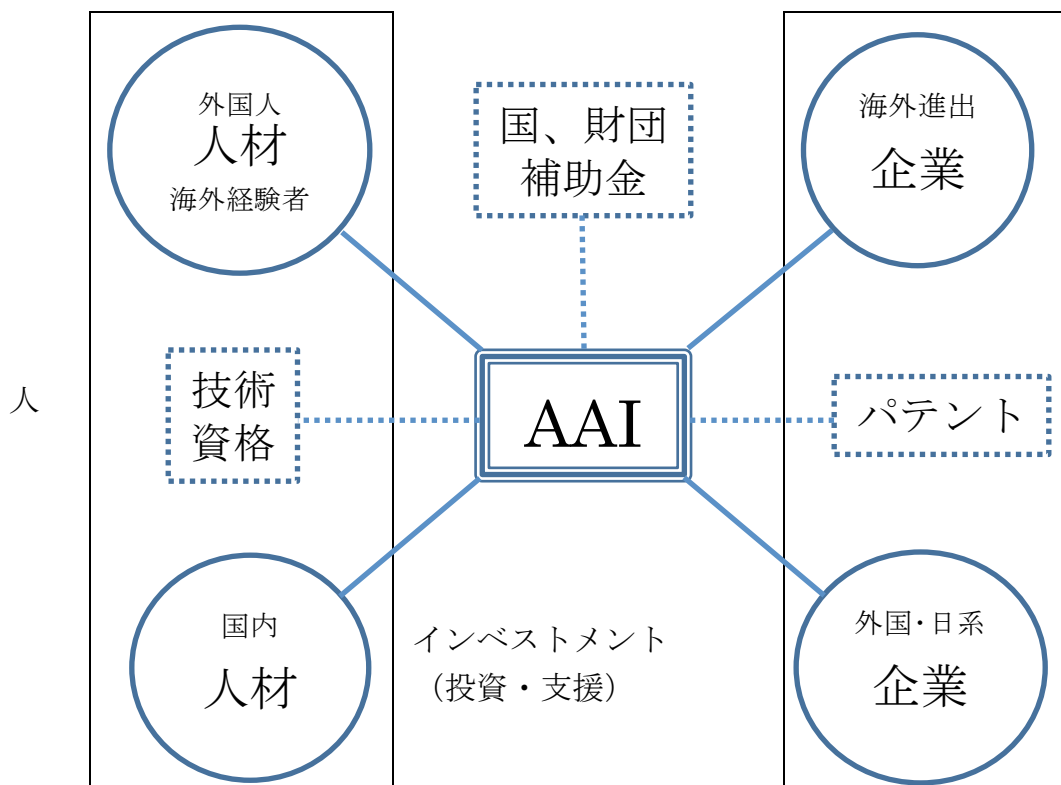 外国人
人材
海外経験者
国、財団
補助金
海外進出
企業
人
技術
資格
AAI
パテント
国内
人材
インベストメント
（投資・支援）
外国・日系
企業